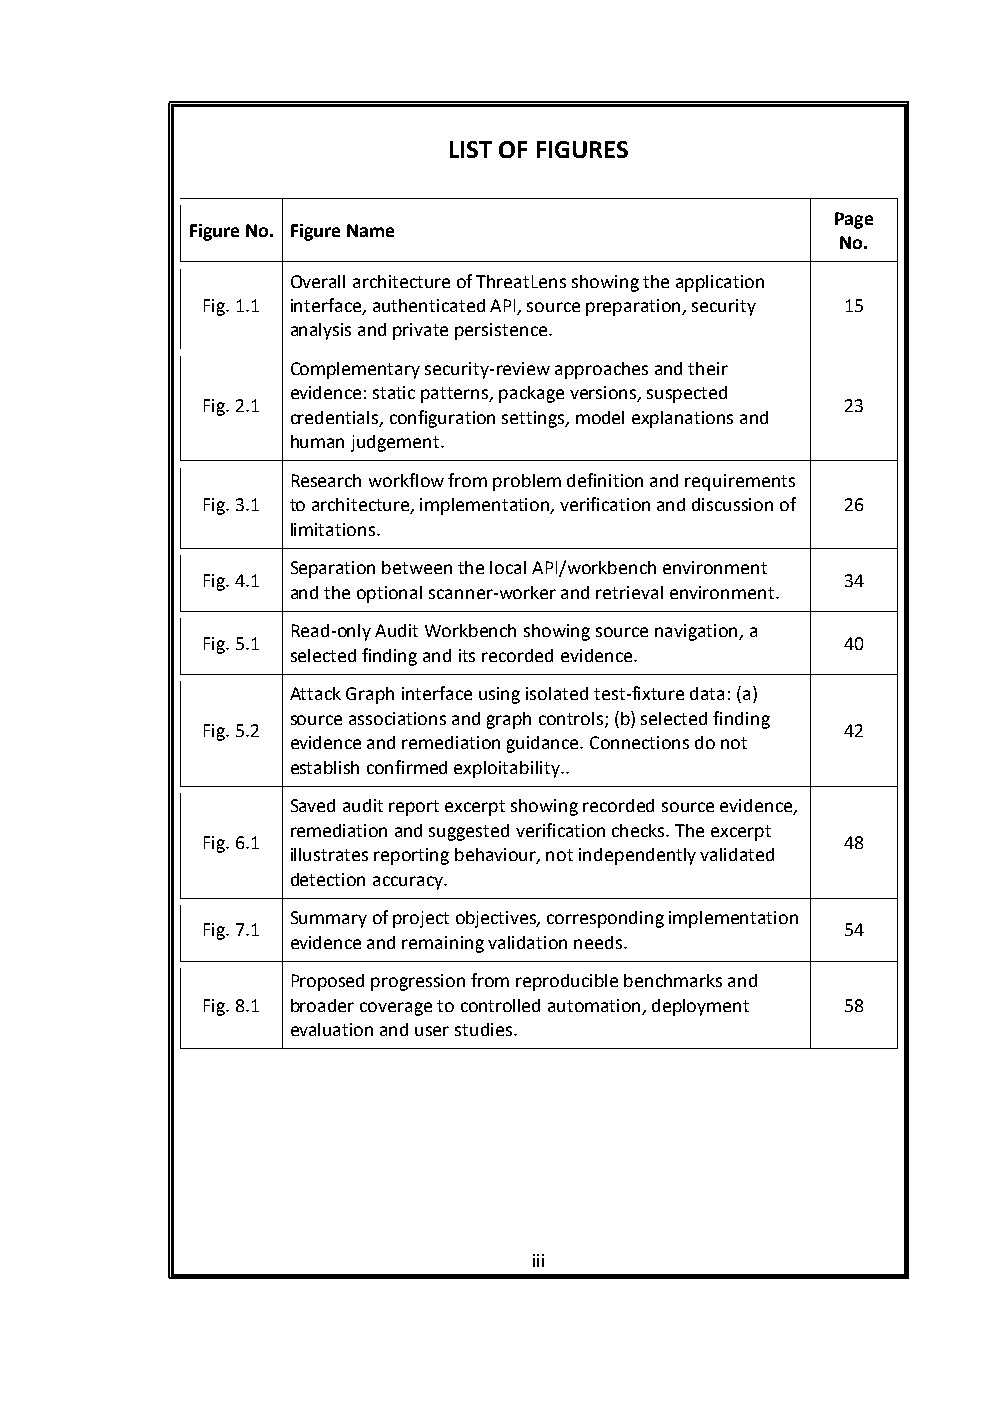 LIST OF FIGURES
Figure No. Figure Name Page No.
Fig. 1.1 Overall architecture of ThreatLens showing the application
interface, authenticated API, source preparation, security
analysis and private persistence. 15
Fig. 2.1 Complementary security-review approaches and their
evidence: static patterns, package versions, suspected
credentials, configuration settings, model explanations and
human judgement. 23
Fig. 3.1 Research workflow from problem definition and requirements
to architecture, implementation, verification and discussion of
limitations. 26
Fig. 4.1 Separation between the local API/workbench environment
and the optional scanner-worker and retrieval environment. 34
Fig. 5.1 Read-only Audit Workbench showing source navigation, a
selected finding and its recorded evidence. 40
Fig. 5.2 Attack Graph interface using isolated test-fixture data: (a)
source associations and graph controls; (b) selected finding
evidence and remediation guidance. Connections do not
establish confirmed exploitability.. 42
Fig. 6.1 Saved audit report excerpt showing recorded source evidence,
remediation and suggested verification checks. The excerpt
illustrates reporting behaviour, not independently validated
detection accuracy. 48
Fig. 7.1 Summary of project objectives, corresponding implementation
evidence and remaining validation needs. 54
Fig. 8.1 Proposed progression from reproducible benchmarks and
broader coverage to controlled automation, deployment
evaluation and user studies. 58
iii